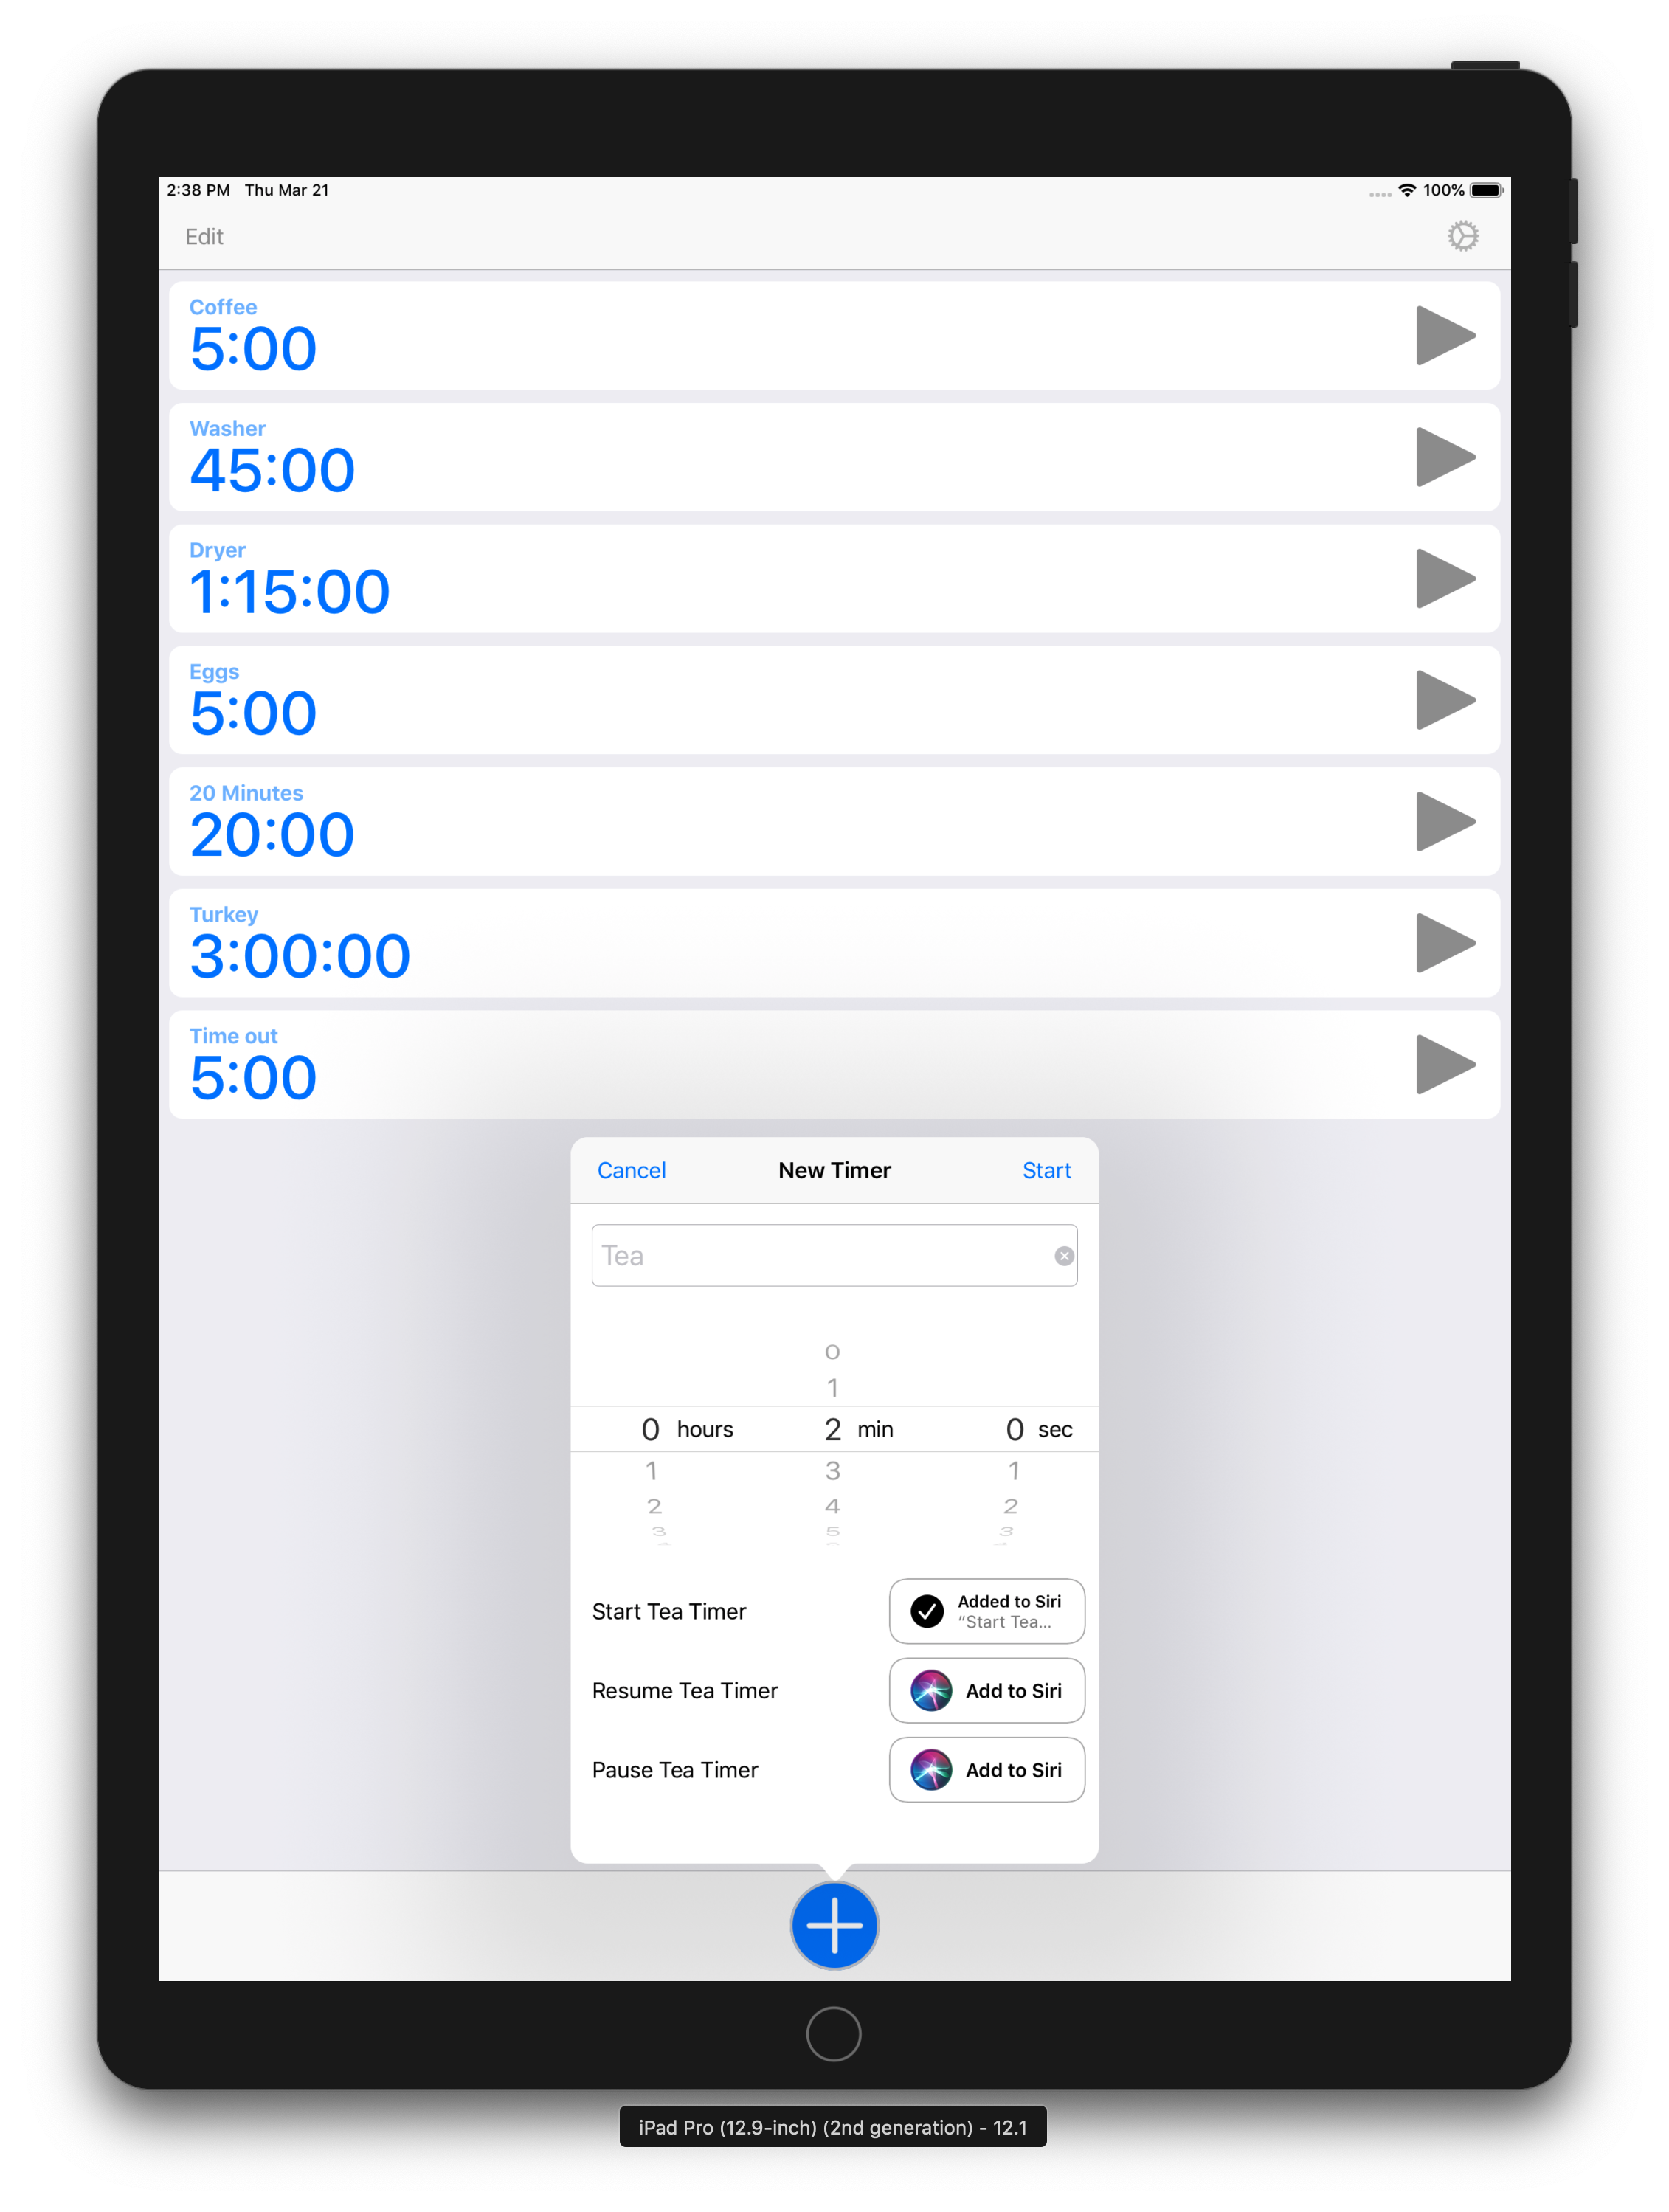 2:38 PM Thu Mar 21 100%
Edit
Coffee
5:00
Washer
45:00
Dryer
1:15:00
Eggs
5:00
20 Minutes
20:00
Turkey
3:00:00
Time out
5:00
Cancel New Timer Start
Tea
0
1
0 hours 2 min 0 sec
1 3 1
2 4 2
3 5 3
Start Tea Timer
Added to Siri
“Start Tea...
Resume Tea Timer Add to Siri
Pause Tea Timer Add to Siri
iPad Pro (12.9-inch) (2nd generation) - 12.1